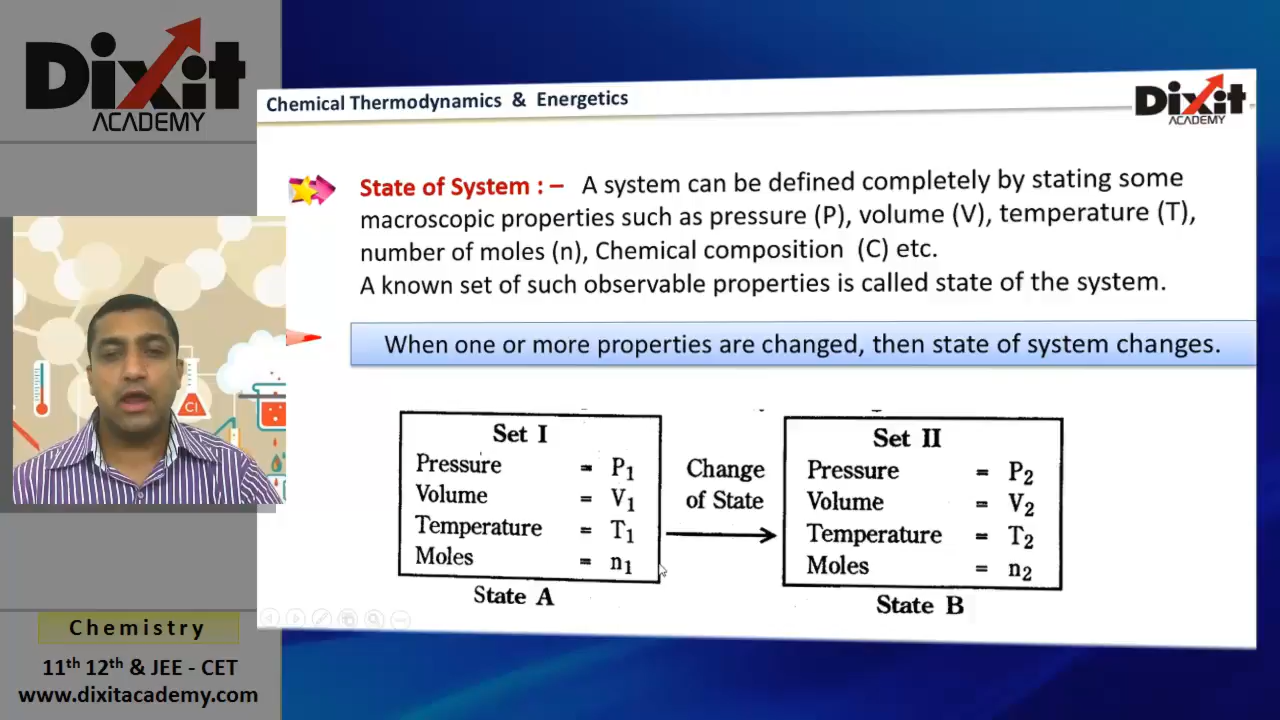 Dixit
ACADEMY
Chemical Thermodynamics & Energetics
Dixit
ACADEMY
State of System : – A system can be defined completely by stating some
macroscopic properties such as pressure (P), volume (V), temperature (T),
number of moles (n), Chemical composition (C) etc.
A known set of such observable properties is called state of the system.
When one or more properties are changed, then state of system changes.
Set I
Pressure = P₁
Volume = V₁
Temperature = T₁
Moles = n₁
State A
Change
of State
Set II
Pressure = P₂
Volume = V₂
Temperature = T₂
Moles = n₂
State B
Cl
Chemistry
11th 12th & JEE - CET
www.dixitacademy.com